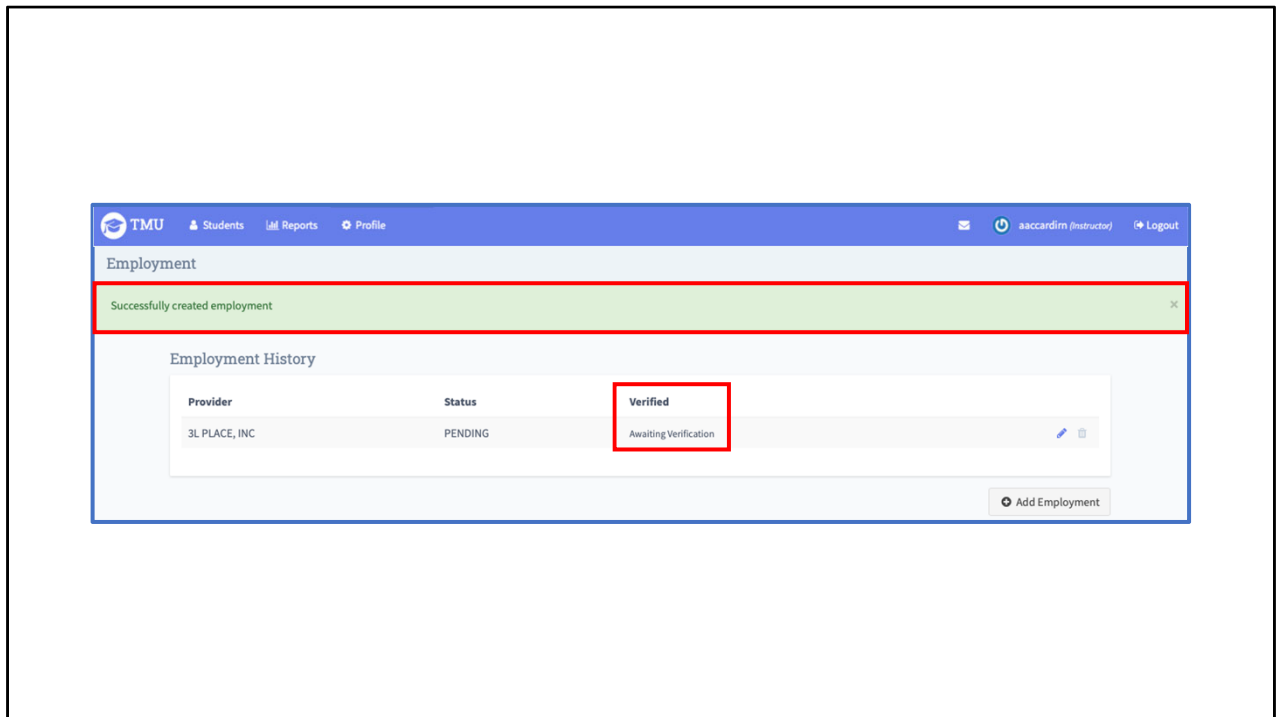 TMU Students Reports Profile aaccardim (Instructor) Logout
Employment
Successfully created employment ×
Employment History
Provider Status Verified
3L PLACE, INC PENDING Awaiting Verification
Add Employment